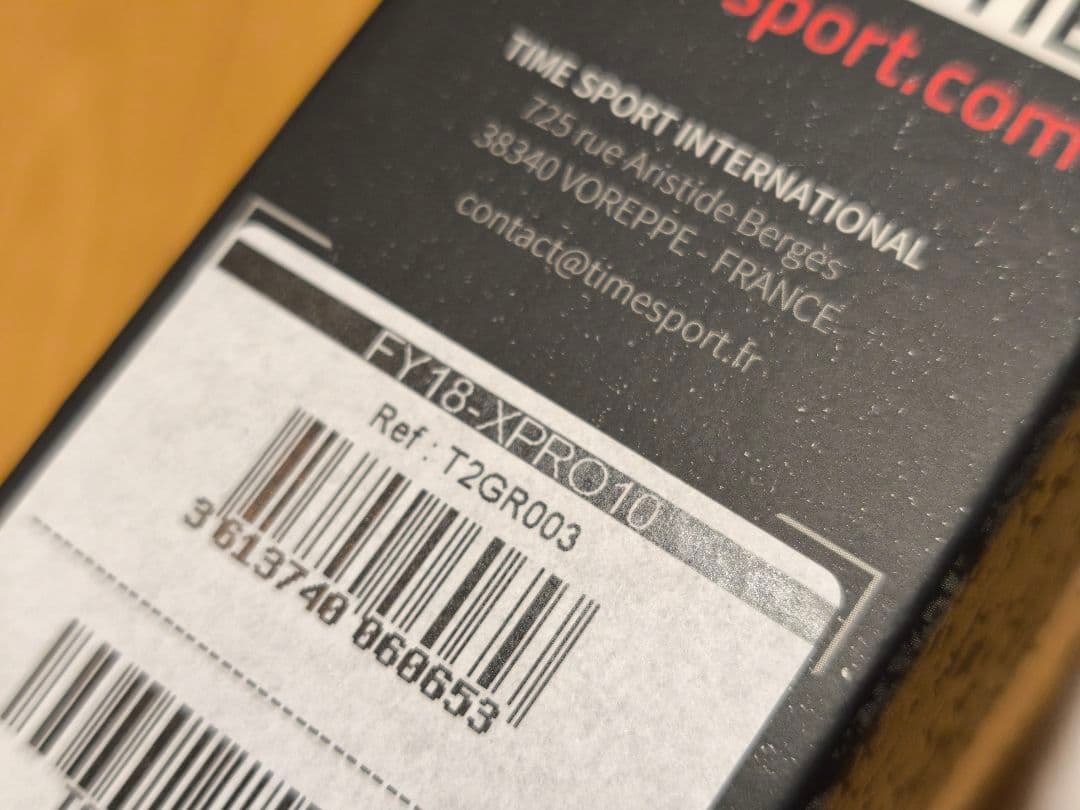 sport.com
TIME SPORT INTERNATIONAL
725 rue Aristide Bergès
38340 VOREPPE - FRANCE
contact@timesport.fr
FY18-XPRO10
Ref : T2GR003
3 613740 060653